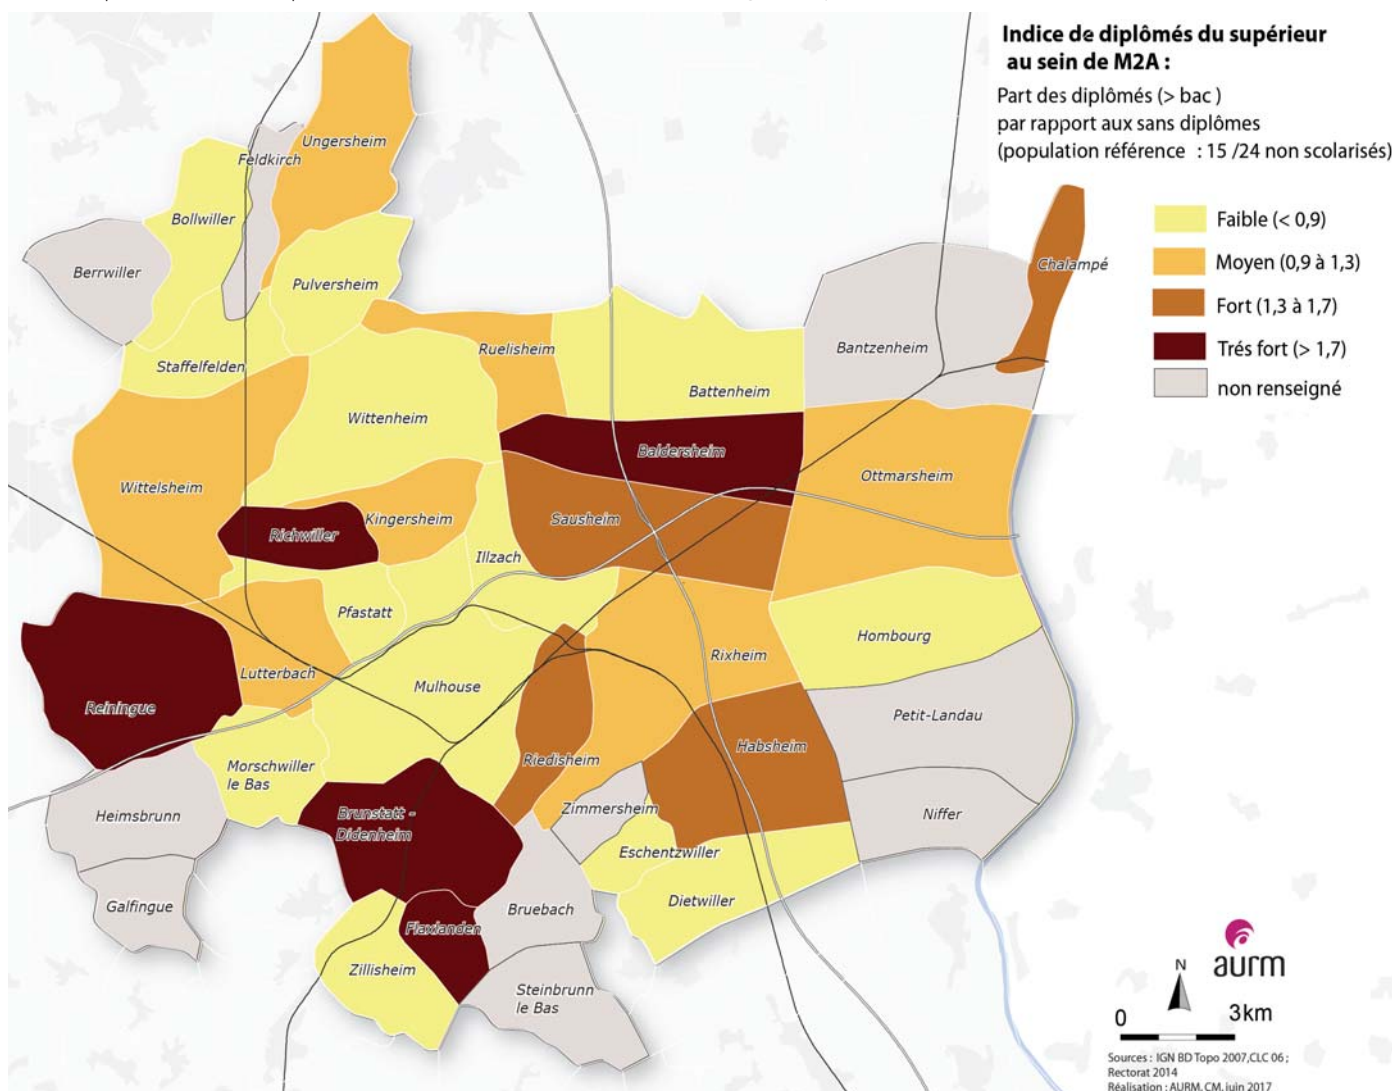 Indice de diplômés du supérieur
au sein de M2A :
Part des diplômés (> bac )
par rapport aux sans diplômes
(population référence : 15 /24 non scolarisés)
Faible (< 0,9)
Moyen (0,9 à 1,3)
Fort (1,3 à 1,7)
Trés fort (> 1,7)
non renseigné
Ungersheim
Feldkirch
Bollwiller
Berrwiller
Pulversheim
Chalampé
Staffelfelden
Ruelisheim
Bantzenheim
Battenheim
Wittenheim
Baldersheim
Wittelsheim
Ottmarsheim
Richwiller
Kingersheim
Sausheim
Illzach
Pfastatt
Hombourg
Lutterbach
Rixheim
Mulhouse
Reiningue
Petit-Landau
Habsheim
Riedisheim
Morschwiller
le Bas
Zimmersheim
Heimsbrunn
Brunstatt -
Didenheim
Niffer
Eschentzwiller
Dietwiller
Galfingue
Bruebach
Flaxlanden
Zillisheim
Steinbrunn
le Bas
aurm
N
0 3km
Sources : IGN BD Topo 2007,CLC 06 ;
Rectorat 2014
Réalisation : AURM, CM, juin 2017